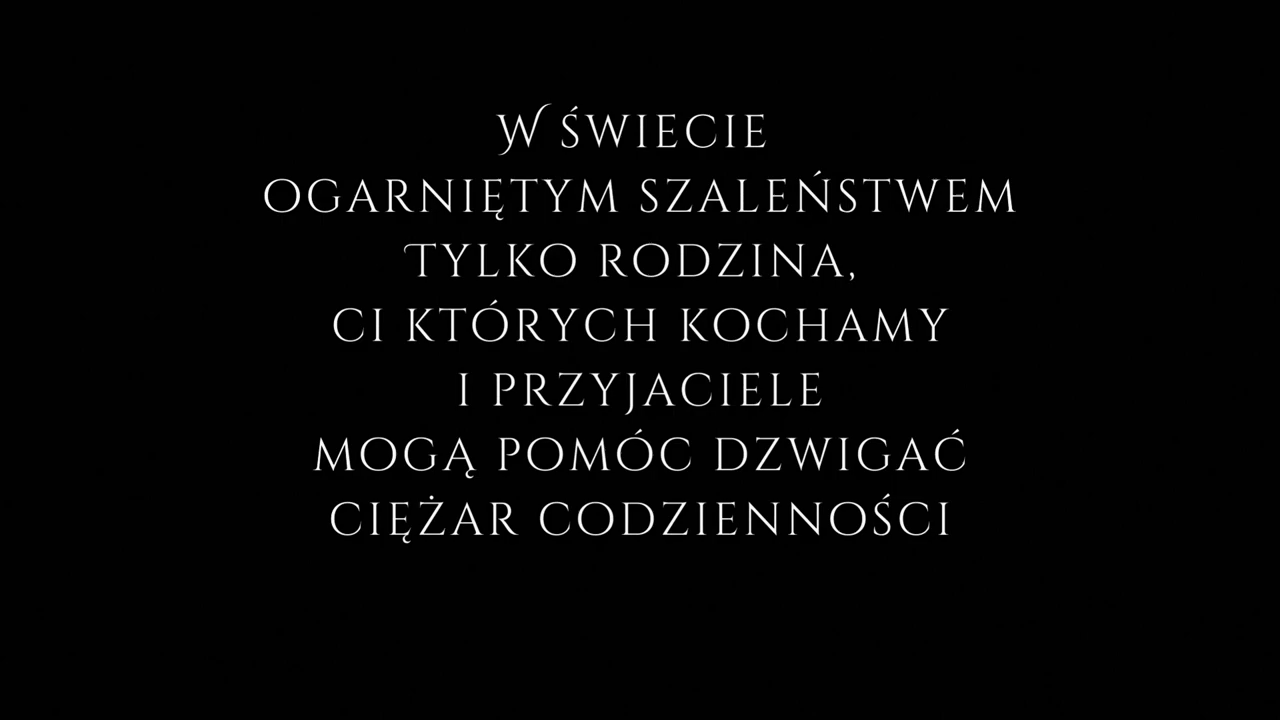 W ŚWIECIE
OGARNIĘTYM SZALEŃSTWEM
TYLKO RODZINA,
CI KTÓRYCH KOCHAMY
I PRZYJACIELE
MOGĄ POMÓC DZWIGAĆ
CIĘŻAR CODZIENNOŚCI